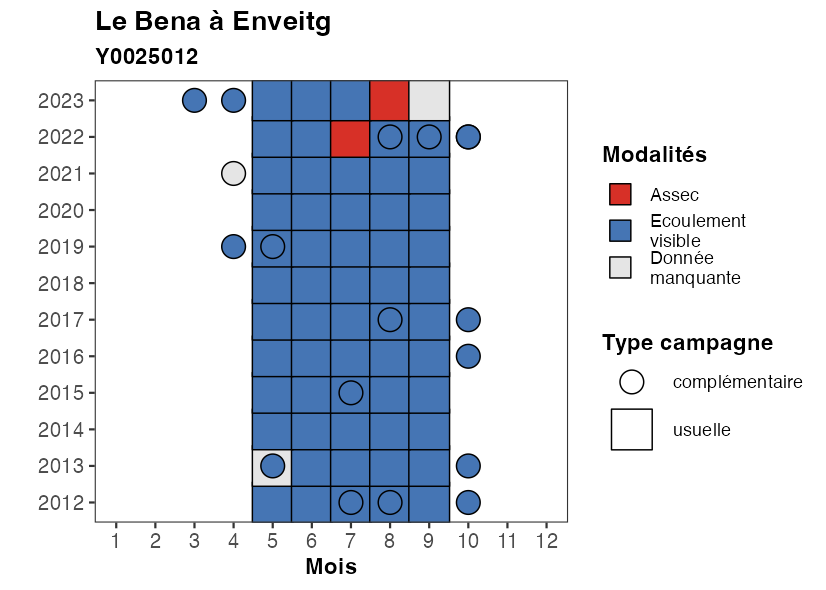 Le Bena à Enveitg
Y0025012
2023
2022
2021
2020
2019
2018
2017
2016
2015
2014
2013
2012
1 2 3 4 5 6 7 8 9 10 11 12
Mois
Modalités
Assec
Ecoulement
visible
Donnée
manquante
Type campagne
complémentaire
usuelle